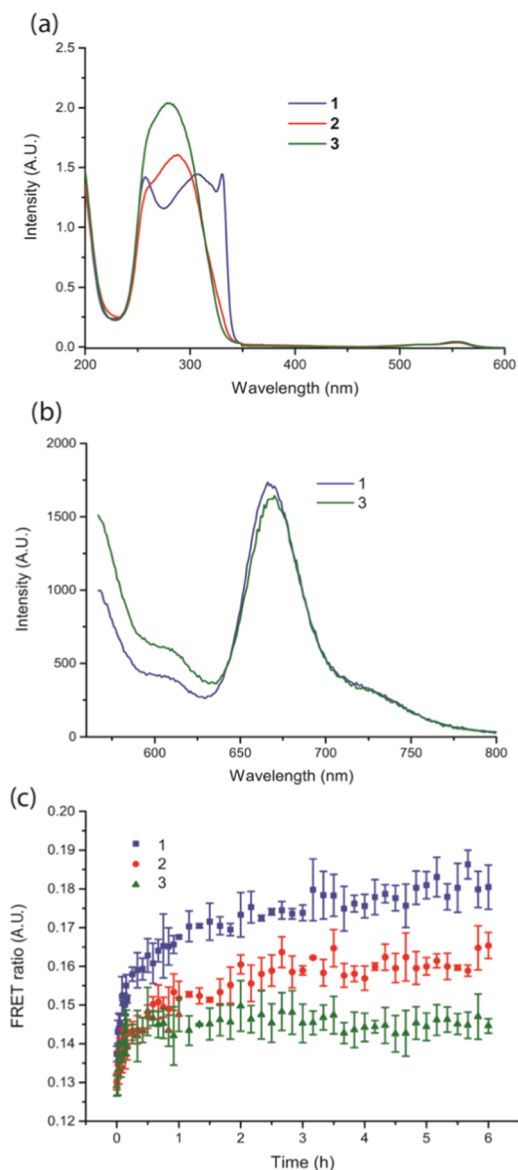 (a)
2.5
2.0
1.5
1.0
0.5
0.0
Intensity (A.U.)
1
2
3
200 300 400 500 600
Wavelength (nm)
(b)
2000
1500
1000
500
0
Intensity (A.U.)
1
3
600 650 700 750 800
Wavelength (nm)
(c)
0.20
0.19
0.18
0.17
0.16
0.15
0.14
0.13
0.12
FRET ratio (A.U.)
1
2
3
0 1 2 3 4 5 6
Time (h)